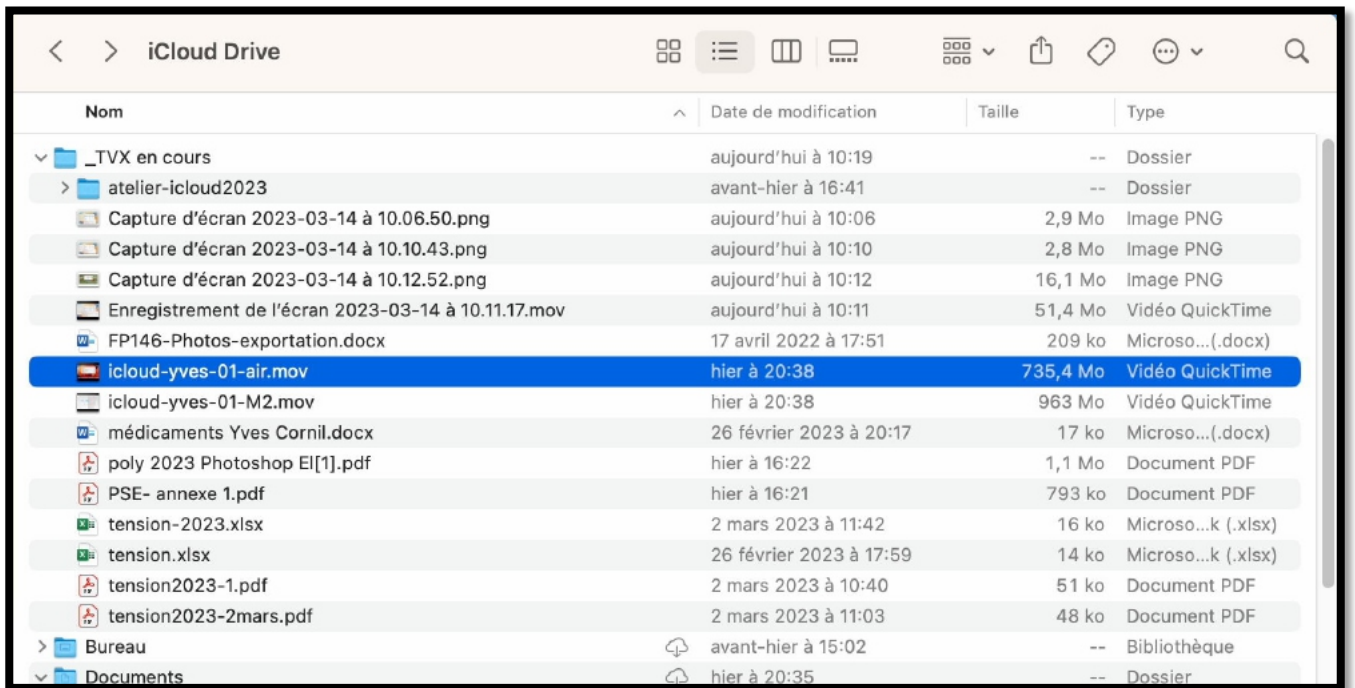 iCloud Drive
Nom Date de modification Taille Type
_TVX en cours aujourd’hui à 10:19 -- Dossier
atelier-icloud2023 avant-hier à 16:41 -- Dossier
Capture d’écran 2023-03-14 à 10.06.50.png aujourd’hui à 10:06 2,9 Mo Image PNG
Capture d’écran 2023-03-14 à 10.10.43.png aujourd’hui à 10:10 2,8 Mo Image PNG
Capture d’écran 2023-03-14 à 10.12.52.png aujourd’hui à 10:12 16,1 Mo Image PNG
Enregistrement de l’écran 2023-03-14 à 10.11.17.mov aujourd’hui à 10:11 51,4 Mo Vidéo QuickTime
FP146-Photos-exportation.docx 17 avril 2022 à 17:51 209 ko Microso...(.docx)
icloud-yves-01-air.mov hier à 20:38 735,4 Mo Vidéo QuickTime
icloud-yves-01-M2.mov hier à 20:38 963 Mo Vidéo QuickTime
médicaments Yves Cornil.docx 26 février 2023 à 20:17 17 ko Microso...(.docx)
poly 2023 Photoshop El[1].pdf hier à 16:22 1,1 Mo Document PDF
PSE- annexe 1.pdf hier à 16:21 793 ko Document PDF
tension-2023.xlsx 2 mars 2023 à 11:42 16 ko Microso...k (.xlsx)
tension.xlsx 26 février 2023 à 17:59 14 ko Microso...k (.xlsx)
tension2023-1.pdf 2 mars 2023 à 10:40 51 ko Document PDF
tension2023-2mars.pdf 2 mars 2023 à 11:03 48 ko Document PDF
Bureau avant-hier à 15:02 -- Bibliothèque
Documents hier à 20:35 -- Dossier